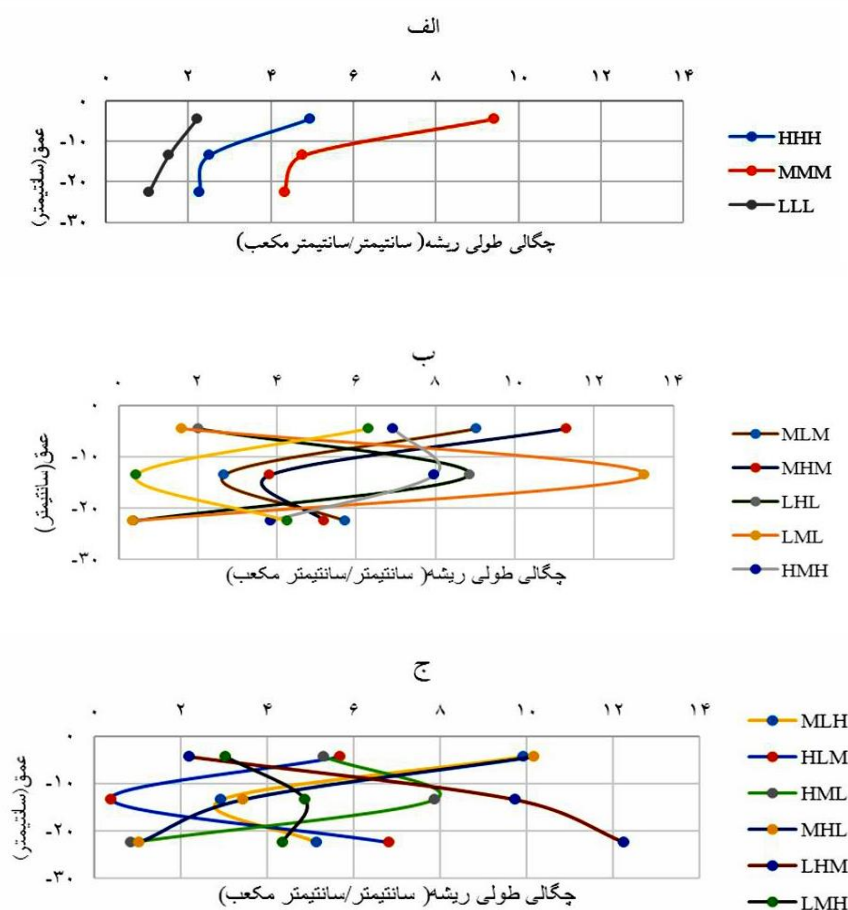 الف
۰ ۲ ۴ ۶ ۸ ۱۰ ۱۲ ۱۴
۰
-۱۰
-۲۰
-۳۰
عمق(سانتیمتر)
HHH
MMM
LLL
چگالی طولی ریشه( سانتیمتر/سانتیمتر مکعب)
ب
۰ ۲ ۴ ۶ ۸ ۱۰ ۱۲ ۱۴
۰
-۱۰
-۲۰
-۳۰
عمق(سانتیمتر)
MLM
MHM
LHL
LML
HMH
چگالی طولی ریشه( سانتیمتر/سانتیمتر مکعب)
ج
۰ ۲ ۴ ۶ ۸ ۱۰ ۱۲ ۱۴
۰
-۱۰
-۲۰
-۳۰
عمق(سانتیمتر)
MLH
HLM
HML
MHL
LHM
LMH
چگالی طولی ریشه( سانتیمتر/سانتیمتر مکعب)